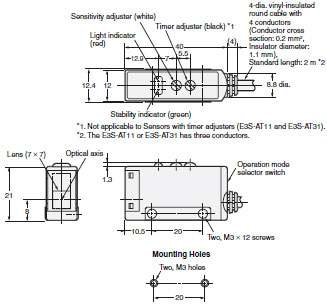 Sensitivity adjuster (white)
Timer adjuster (black) *1
Light indicator
(red)
4-dia. vinyl-insulated
round cable with
4 conductors
(Conductor cross
section: 0.2 mm²,
Insulator diameter:
1.1 mm),
Standard length: 2 m *2
40
(4)
12.9
7
5.5
12.4
12
8.8 dia.
Stability indicator (green)
*1. Not applicable to Sensors with timer adjusters (E3S-AT11 and E3S-AT31).
*2. The E3S-AT11 or E3S-AT31 has three conductors.
Lens (7 × 7)
Optical axis
Operation mode
selector switch
1.3
21
8
10.5
20
Two, M3 × 12 screws
Mounting Holes
Two, M3 holes
20